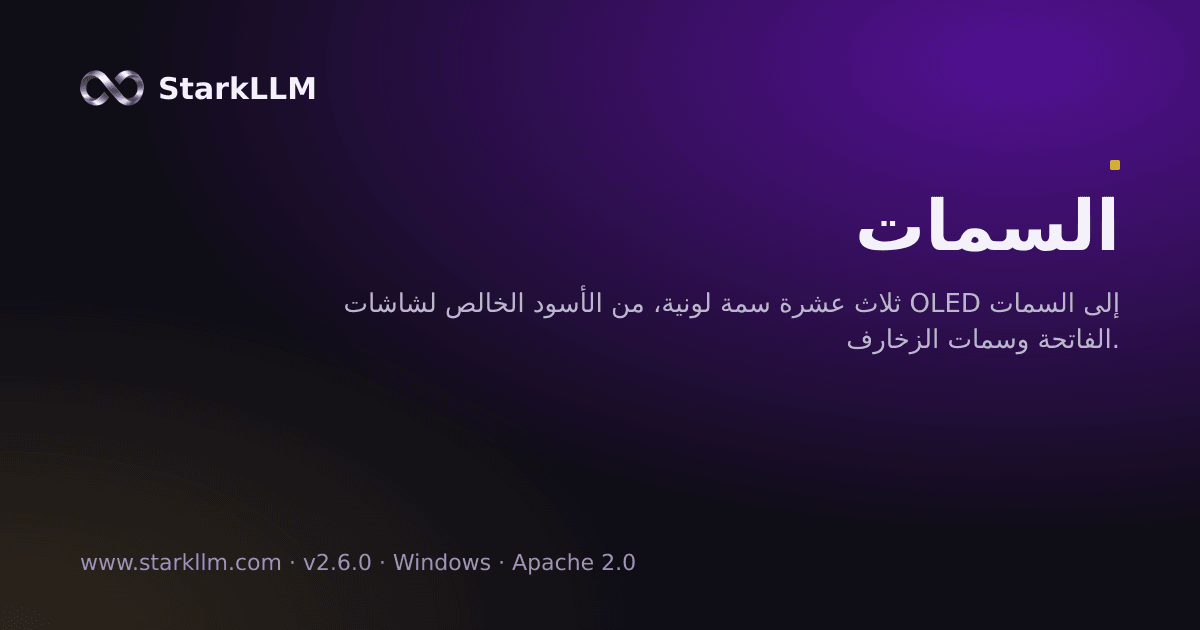 StarkLLM
السمات
ثلاث عشرة سمة لونية، من الأسود الخالص لشاشات OLED إلى السمات
الفاتحة وسمات الزخارف.
www.starkllm.com · v2.6.0 · Windows · Apache 2.0